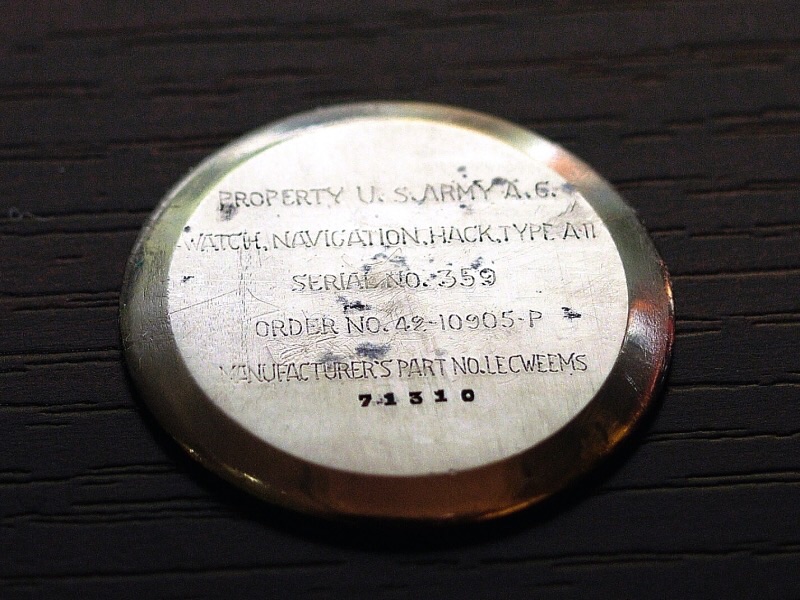 PROPERTY U. S. ARMY A. G.
WATCH, NAVIGATION, HACK, TYPE A-11
SERIAL NO. 359
ORDER NO. 42-10905-P
MANUFACTURER'S PART NO. LECWEEMS
71310